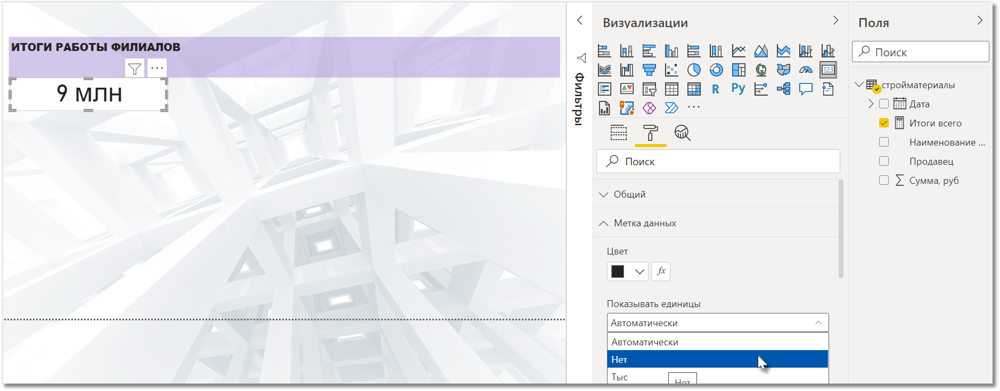 ИТОГИ РАБОТЫ ФИЛИАЛОВ
9 млн
Фильтры
Визуализации
123
R
Py
Поиск
Общий
Метка данных
Цвет
fx
Показывать единицы
Автоматически
Автоматически
Нет
Тыс
Нет
Поля
Поиск
стройматериалы
Дата
Итоги всего
Наименование ...
Продавец
Σ Сумма, руб